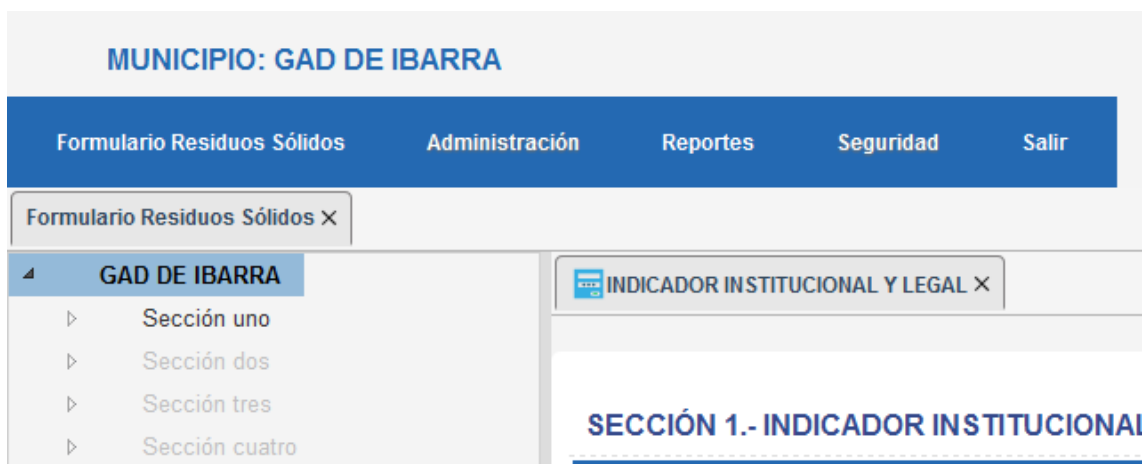 MUNICIPIO: GAD DE IBARRA
Formulario Residuos Sólidos Administración Reportes Seguridad Salir
Formulario Residuos Sólidos
GAD DE IBARRA
Sección uno
Sección dos
Sección tres
Sección cuatro
INDICADOR INSTITUCIONAL Y LEGAL
SECCIÓN 1.- INDICADOR INSTITUCIONAL